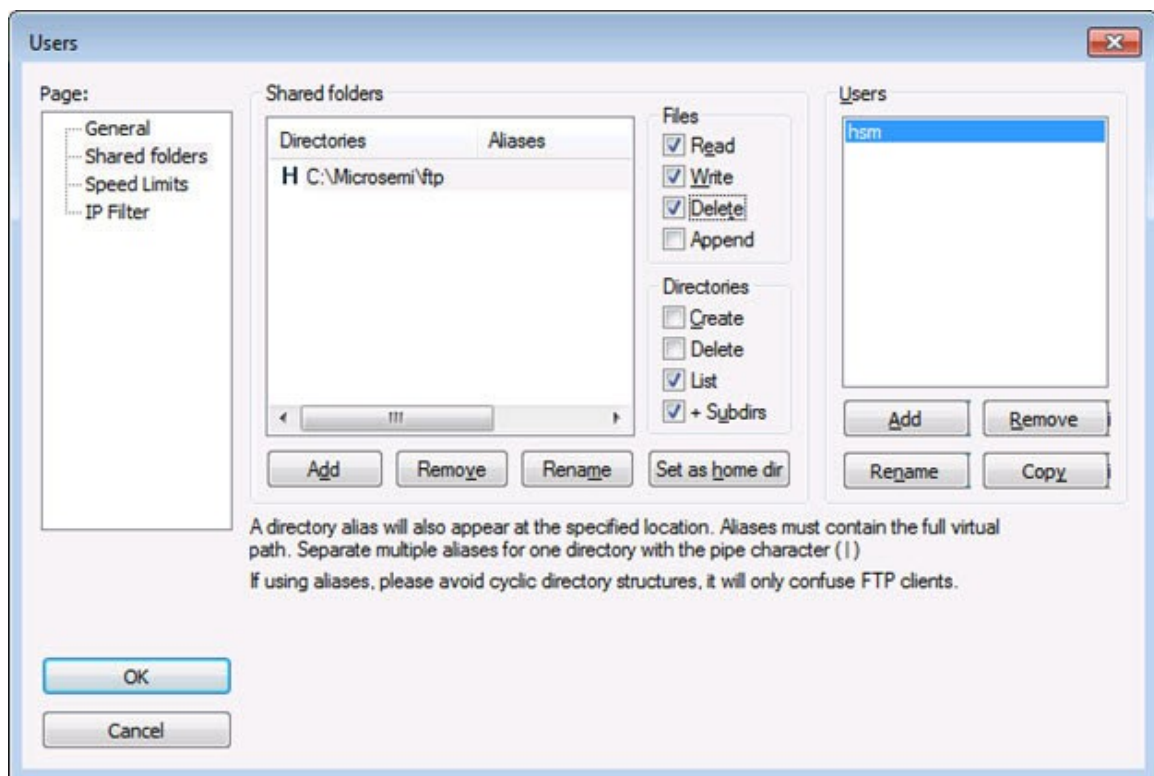 Users
Page:
General
Shared folders
Speed Limits
IP Filter
Shared folders
Directories Aliases
H C:\Microsemi\ftp
Files
Read
Write
Delete
Append
Directories
Create
Delete
List
+ Subdirs
Add Remove Rename Set as home dir
Users
hsm
Add Remove
Rename Copy
A directory alias will also appear at the specified location. Aliases must contain the full virtual
path. Separate multiple aliases for one directory with the pipe character ( | )
If using aliases, please avoid cyclic directory structures, it will only confuse FTP clients.
OK
Cancel